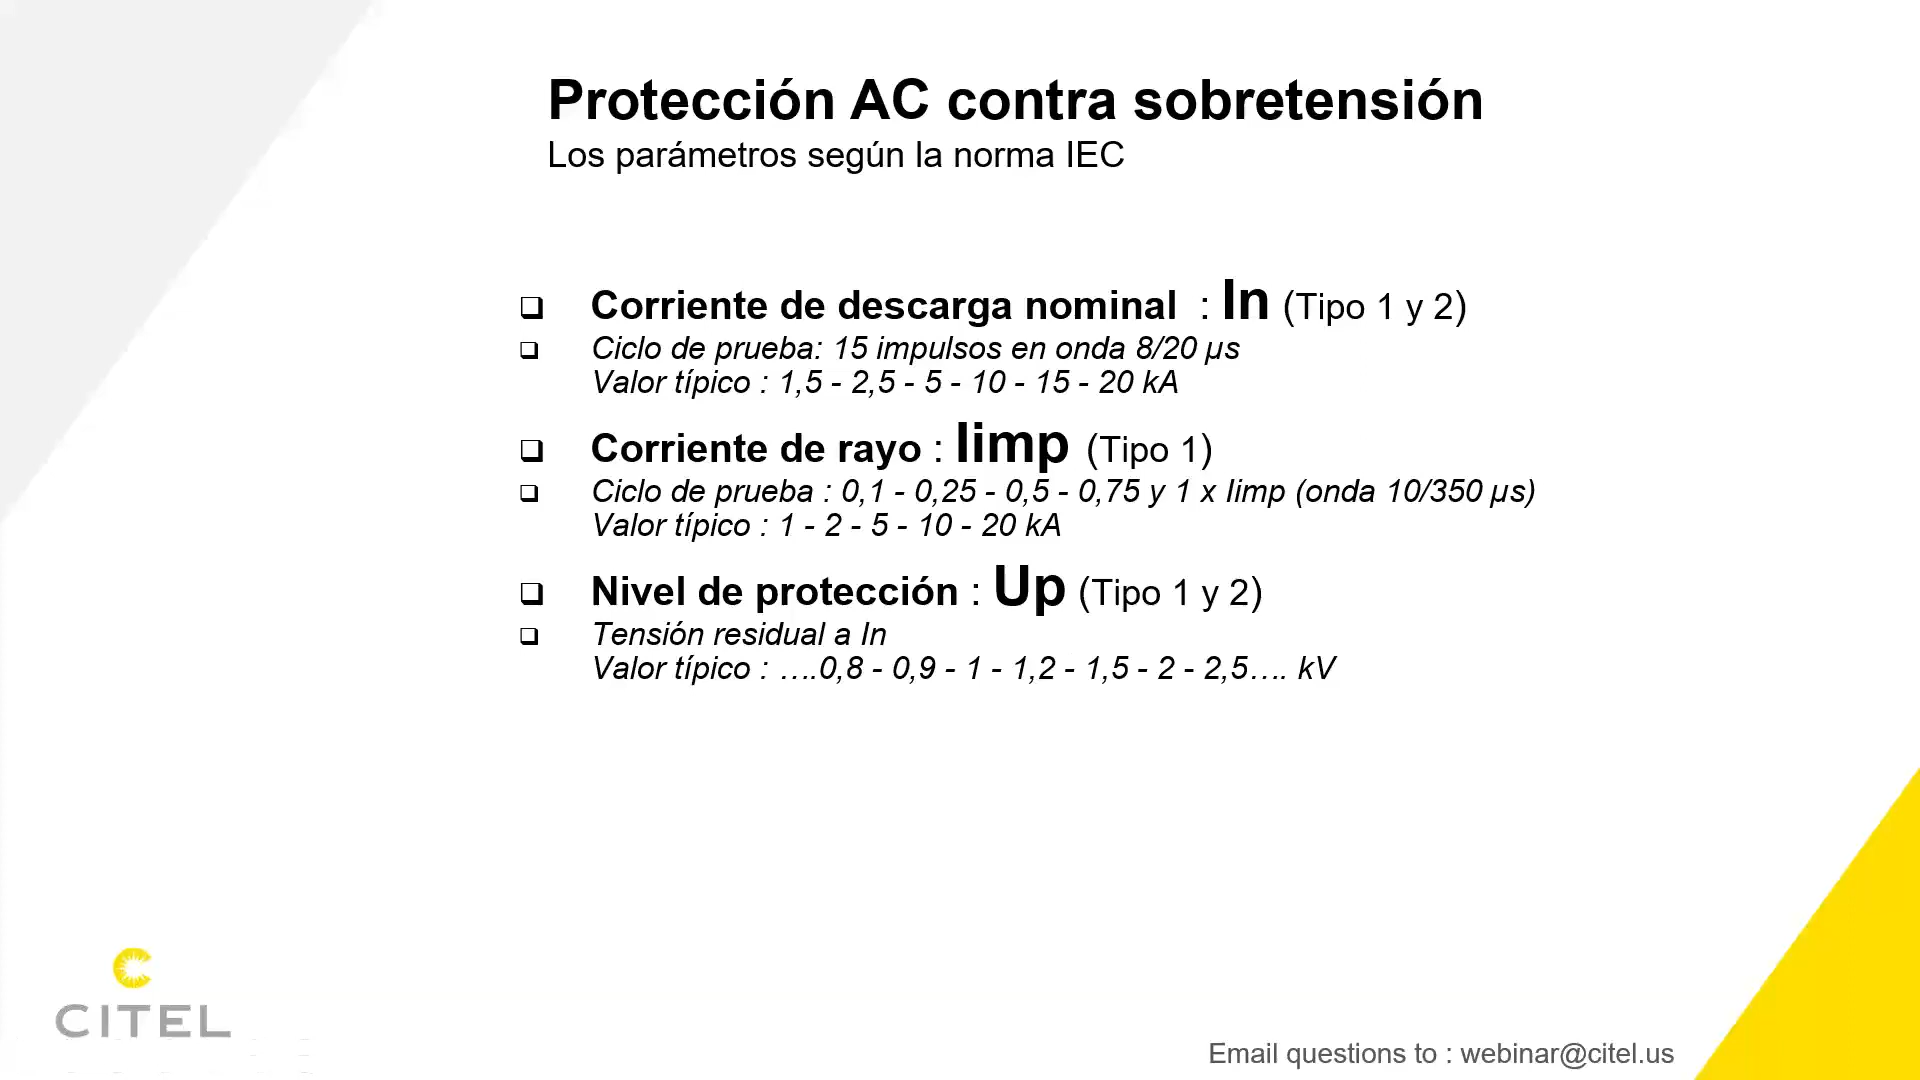 Protección AC contra sobretensión
Los parámetros según la norma IEC
❑ Corriente de descarga nominal : In (Tipo 1 y 2)
❑ Ciclo de prueba: 15 impulsos en onda 8/20 µs
Valor típico : 1,5 - 2,5 - 5 - 10 - 15 - 20 kA
❑ Corriente de rayo : Iimp (Tipo 1)
❑ Ciclo de prueba : 0,1 - 0,25 - 0,5 - 0,75 y 1 x Iimp (onda 10/350 µs)
Valor típico : 1 - 2 - 5 - 10 - 20 kA
❑ Nivel de protección : Up (Tipo 1 y 2)
❑ Tensión residual a In
Valor típico : ….0,8 - 0,9 - 1 - 1,2 - 1,5 - 2 - 2,5…. kV
CITEL
Email questions to : webinar@citel.us